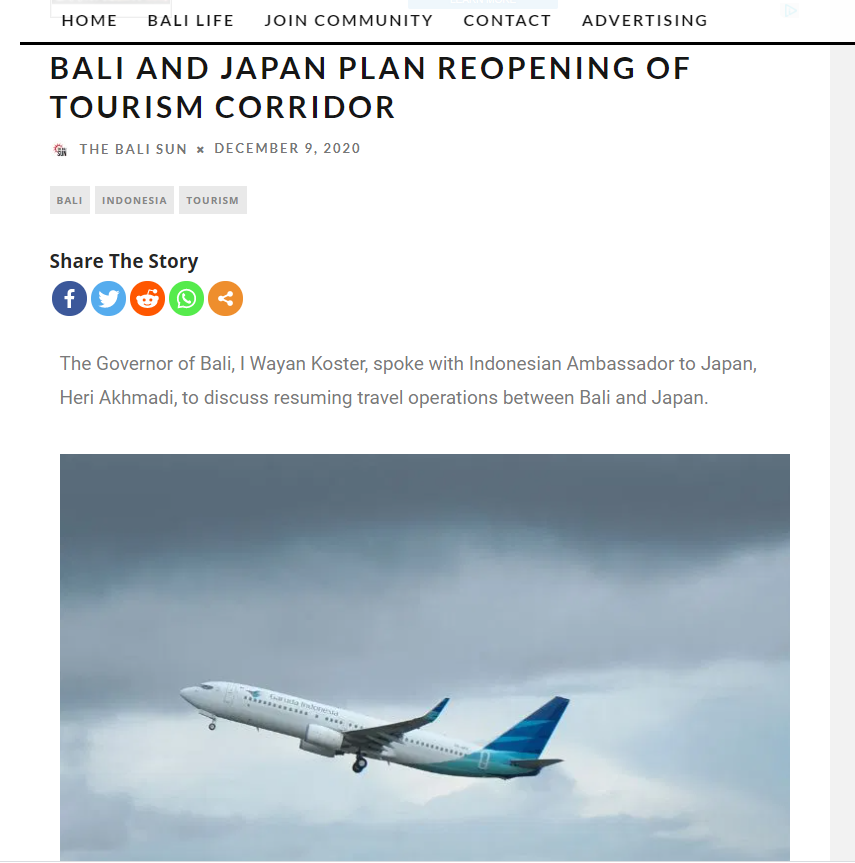 HOME BALI LIFE JOIN COMMUNITY CONTACT ADVERTISING
BALI AND JAPAN PLAN REOPENING OF
TOURISM CORRIDOR
THE BALI SUN × DECEMBER 9, 2020
BALI INDONESIA TOURISM
Share The Story
The Governor of Bali, I Wayan Koster, spoke with Indonesian Ambassador to Japan,
Heri Akhmadi, to discuss resuming travel operations between Bali and Japan.
Garuda Indonesia